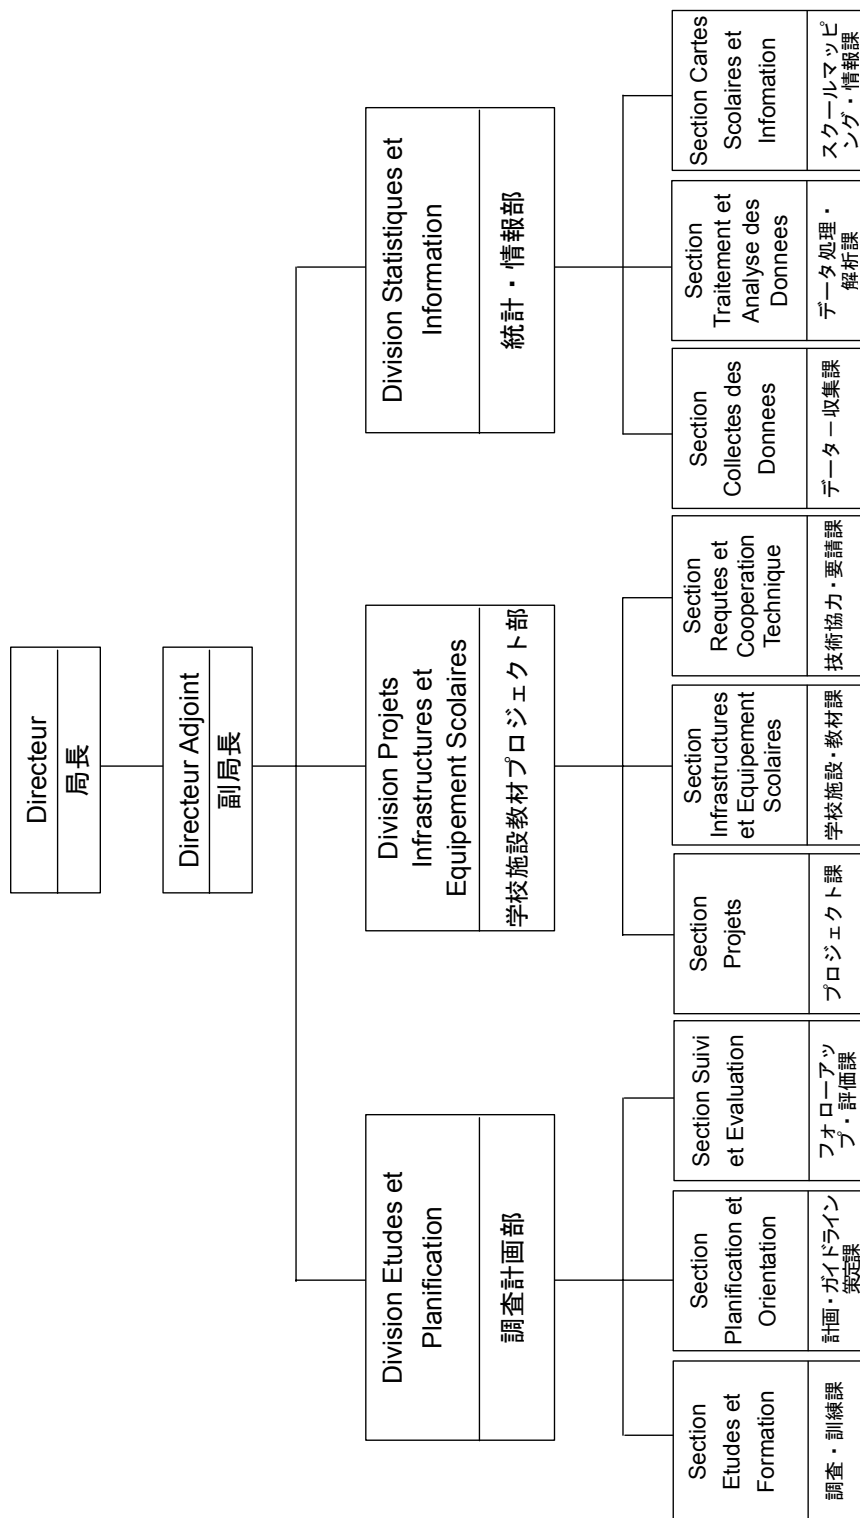 Directeur
局長
Directeur Adjoint
副局長
Division Etudes et
Planification
調査計画部
Division Projets
Infrastructures et
Equipement Scolaires
学校施設教材プロジェクト部
Division Statistiques et
Information
統計・情報部
Section
Etudes et
Formation
調査・訓練課
Section
Planification et
Orientation
計画・ガイドライン
策定課
Section Suivi
et Evaluation
フォローアッ
プ・評価課
Section
Projets
プロジェクト課
Section
Infrastructures
et Equipement
Scolaires
学校施設・教材課
Section
Requtes et
Cooperation
Technique
技術協力・要請課
Section
Collectes des
Donnees
データー収集課
Section
Traitement et
Analyse des
Donnees
データ処理・
解析課
Section Cartes
Scolaires et
Infomation
スクールマッピ
ング・情報課